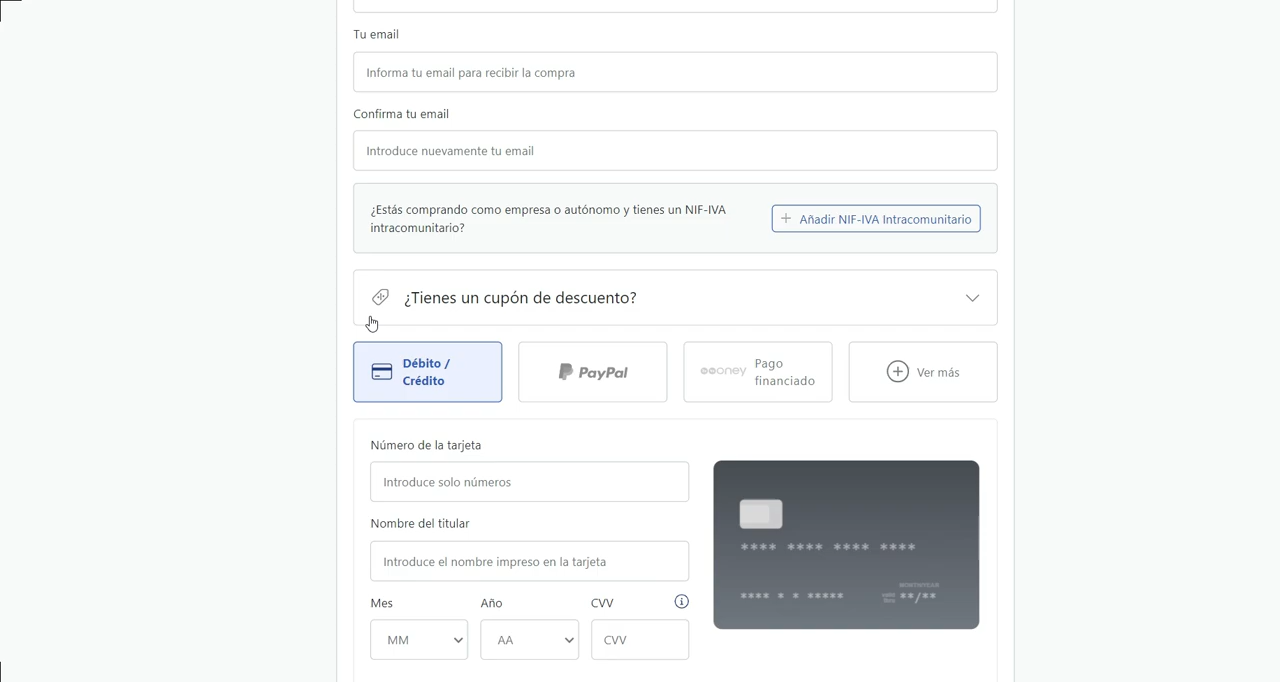 Tu email
Informa tu email para recibir la compra
Confirma tu email
Introduce nuevamente tu email
¿Estás comprando como empresa o autónomo y tienes un NIF-IVA
intracomunitario?
Añadir NIF-IVA Intracomunitario
¿Tienes un cupón de descuento?
Débito /
Crédito
PayPal
oney
Pago
financiado
Ver más
Número de la tarjeta
Introduce solo números
Nombre del titular
Introduce el nombre impreso en la tarjeta
Mes
Año
CVV
MM
AA
CVV
**** **** **** ****
MONTH/YEAR
**** * * *****
**/**